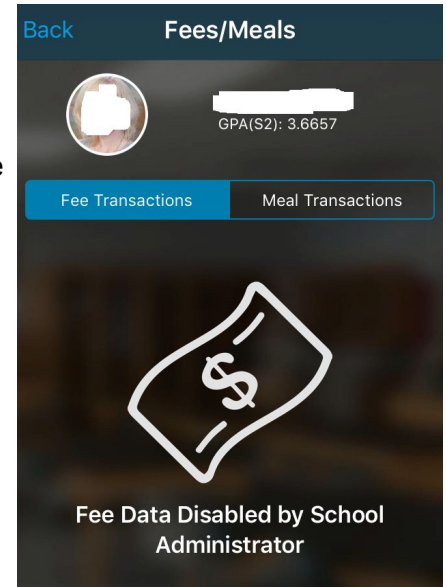 Back Fees/Meals
GPA(S2): 3.6657
e
Fee Transactions Meal Transactions
$
Fee Data Disabled by School
Administrator